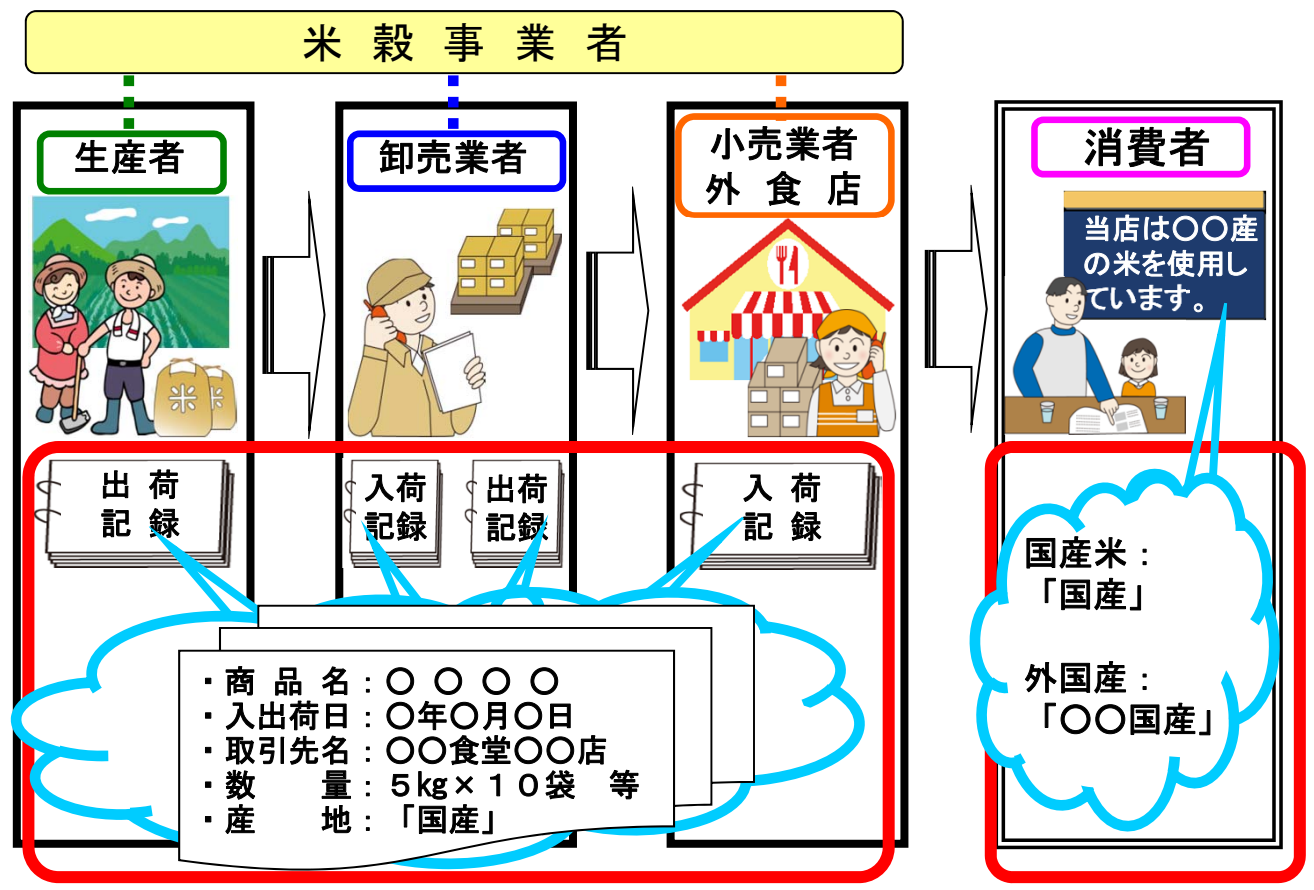 米 穀 事 業 者
生産者
卸売業者
小売業者
外 食 店
消費者
当店は〇〇産
の米を使用し
ています。
米
出 荷
記 録
入荷
記録
出荷
記録
入 荷
記 録
・商 品 名：〇 〇 〇 〇
・入出荷日：〇年〇月〇日
・取引先名：〇〇食堂〇〇店
・数　　量：５㎏×１０袋　等
・産　　地：「国産」
国産米：
「国産」
外国産：
「〇〇国産」